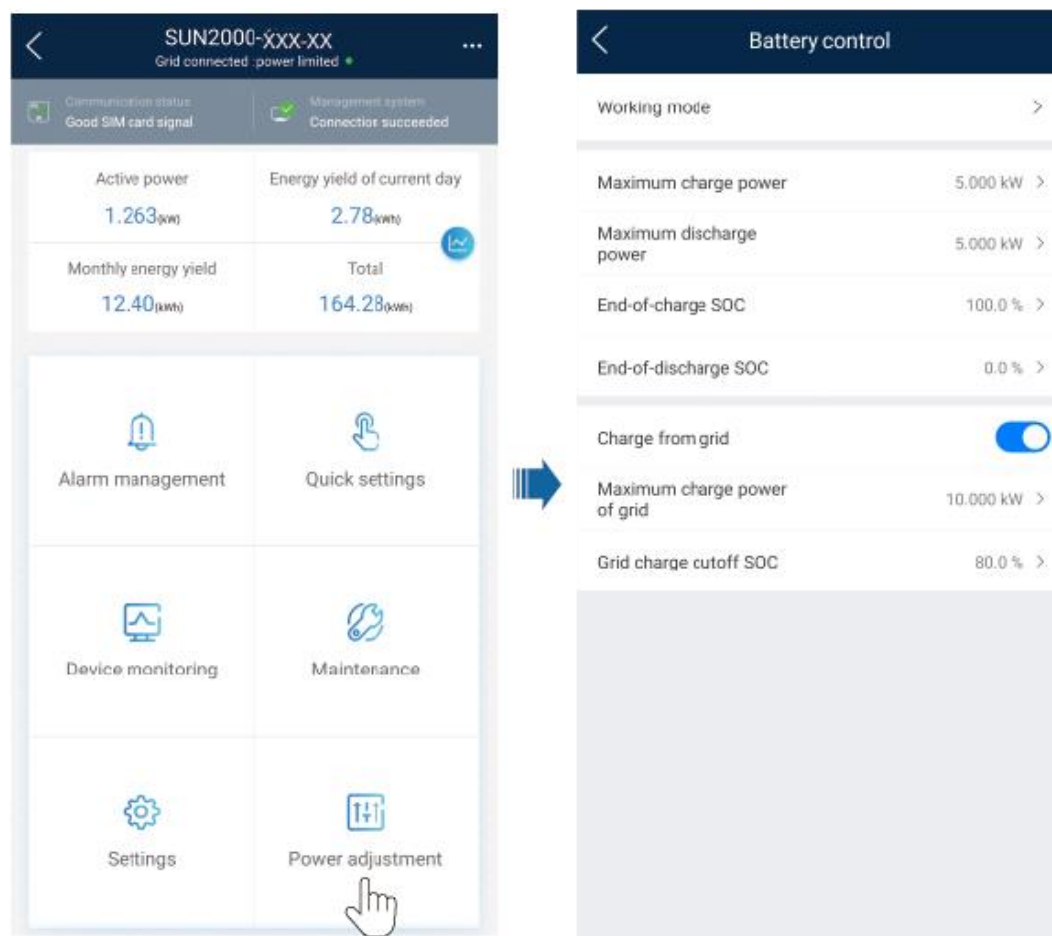 SUN2000-XXX-XX
Grid connected :power limited
Communication status
Good SIM card signal
Management system
Connection succeeded
Active power
1.263(kW)
Energy yield of current day
2.78(kWh)
Monthly energy yield
12.40(kWh)
Total
164.28(kWh)
Alarm management
Quick settings
Device monitoring
Maintenance
Settings
Power adjustment
Battery control
Working mode
Maximum charge power
5.000 kW
Maximum discharge
power
5.000 kW
End-of-charge SOC
100.0 %
End-of-discharge SOC
0.0 %
Charge from grid
Maximum charge power
of grid
10.000 kW
Grid charge cutoff SOC
80.0 %